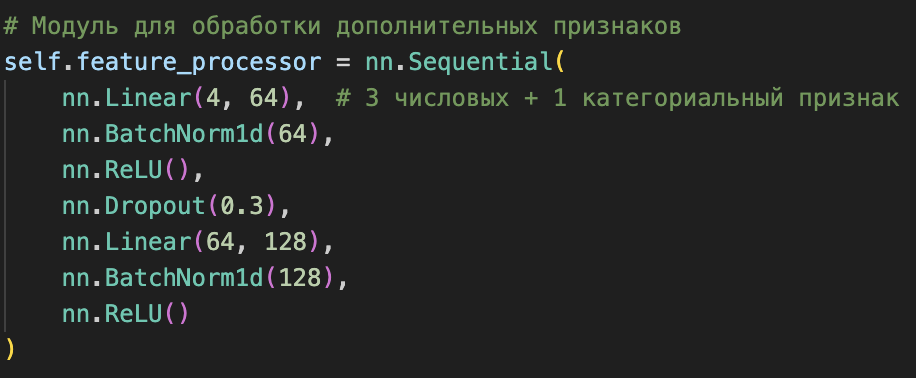 # Модуль для обработки дополнительных признаков
self.feature_processor = nn.Sequential(
    nn.Linear(4, 64),  # 3 числовых + 1 категориальный признак
    nn.BatchNorm1d(64),
    nn.ReLU(),
    nn.Dropout(0.3),
    nn.Linear(64, 128),
    nn.BatchNorm1d(128),
    nn.ReLU()
)